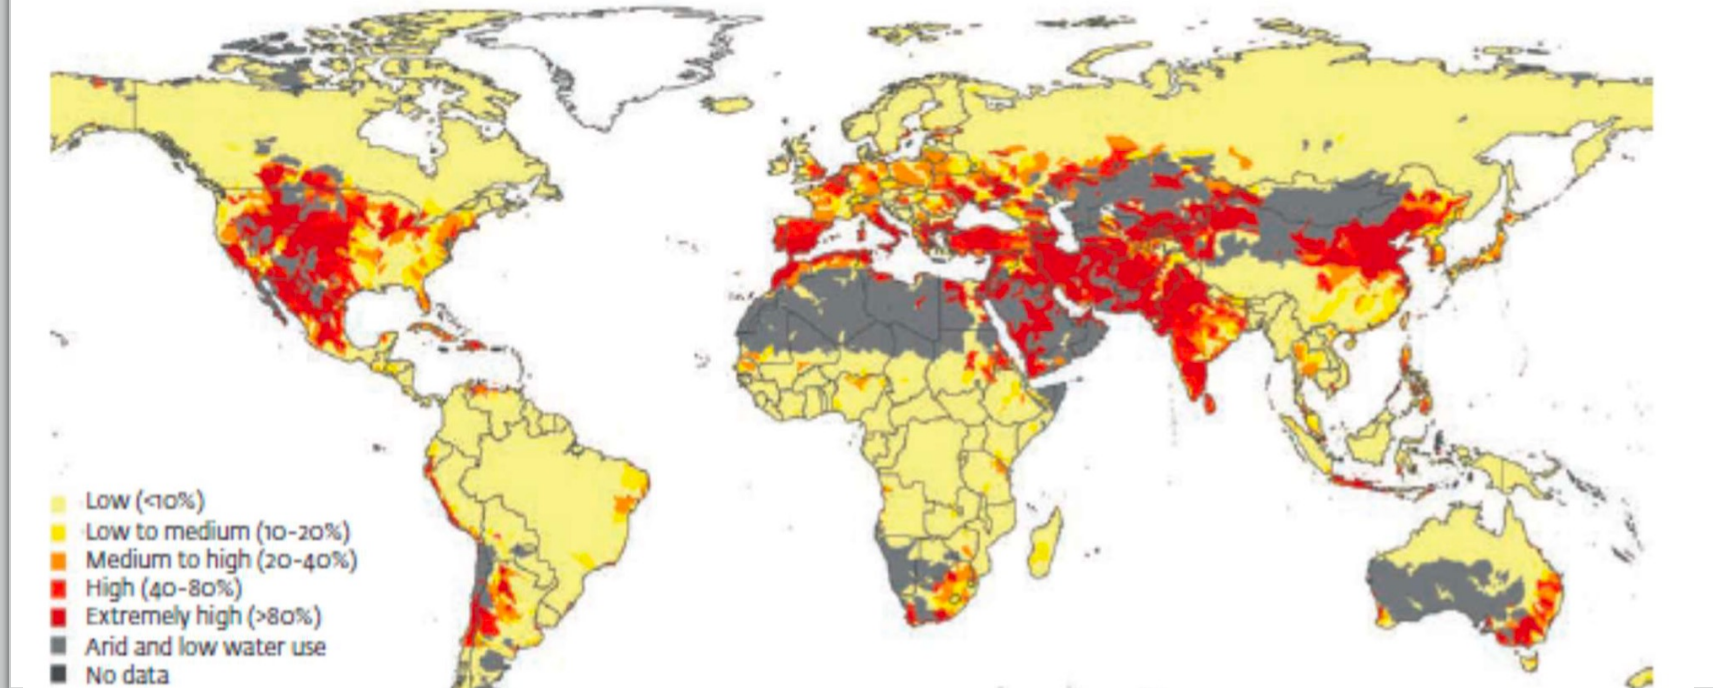 Low (<10%)
Low to medium (10-20%)
Medium to high (20-40%)
High (40-80%)
Extremely high (>80%)
Arid and low water use
No data